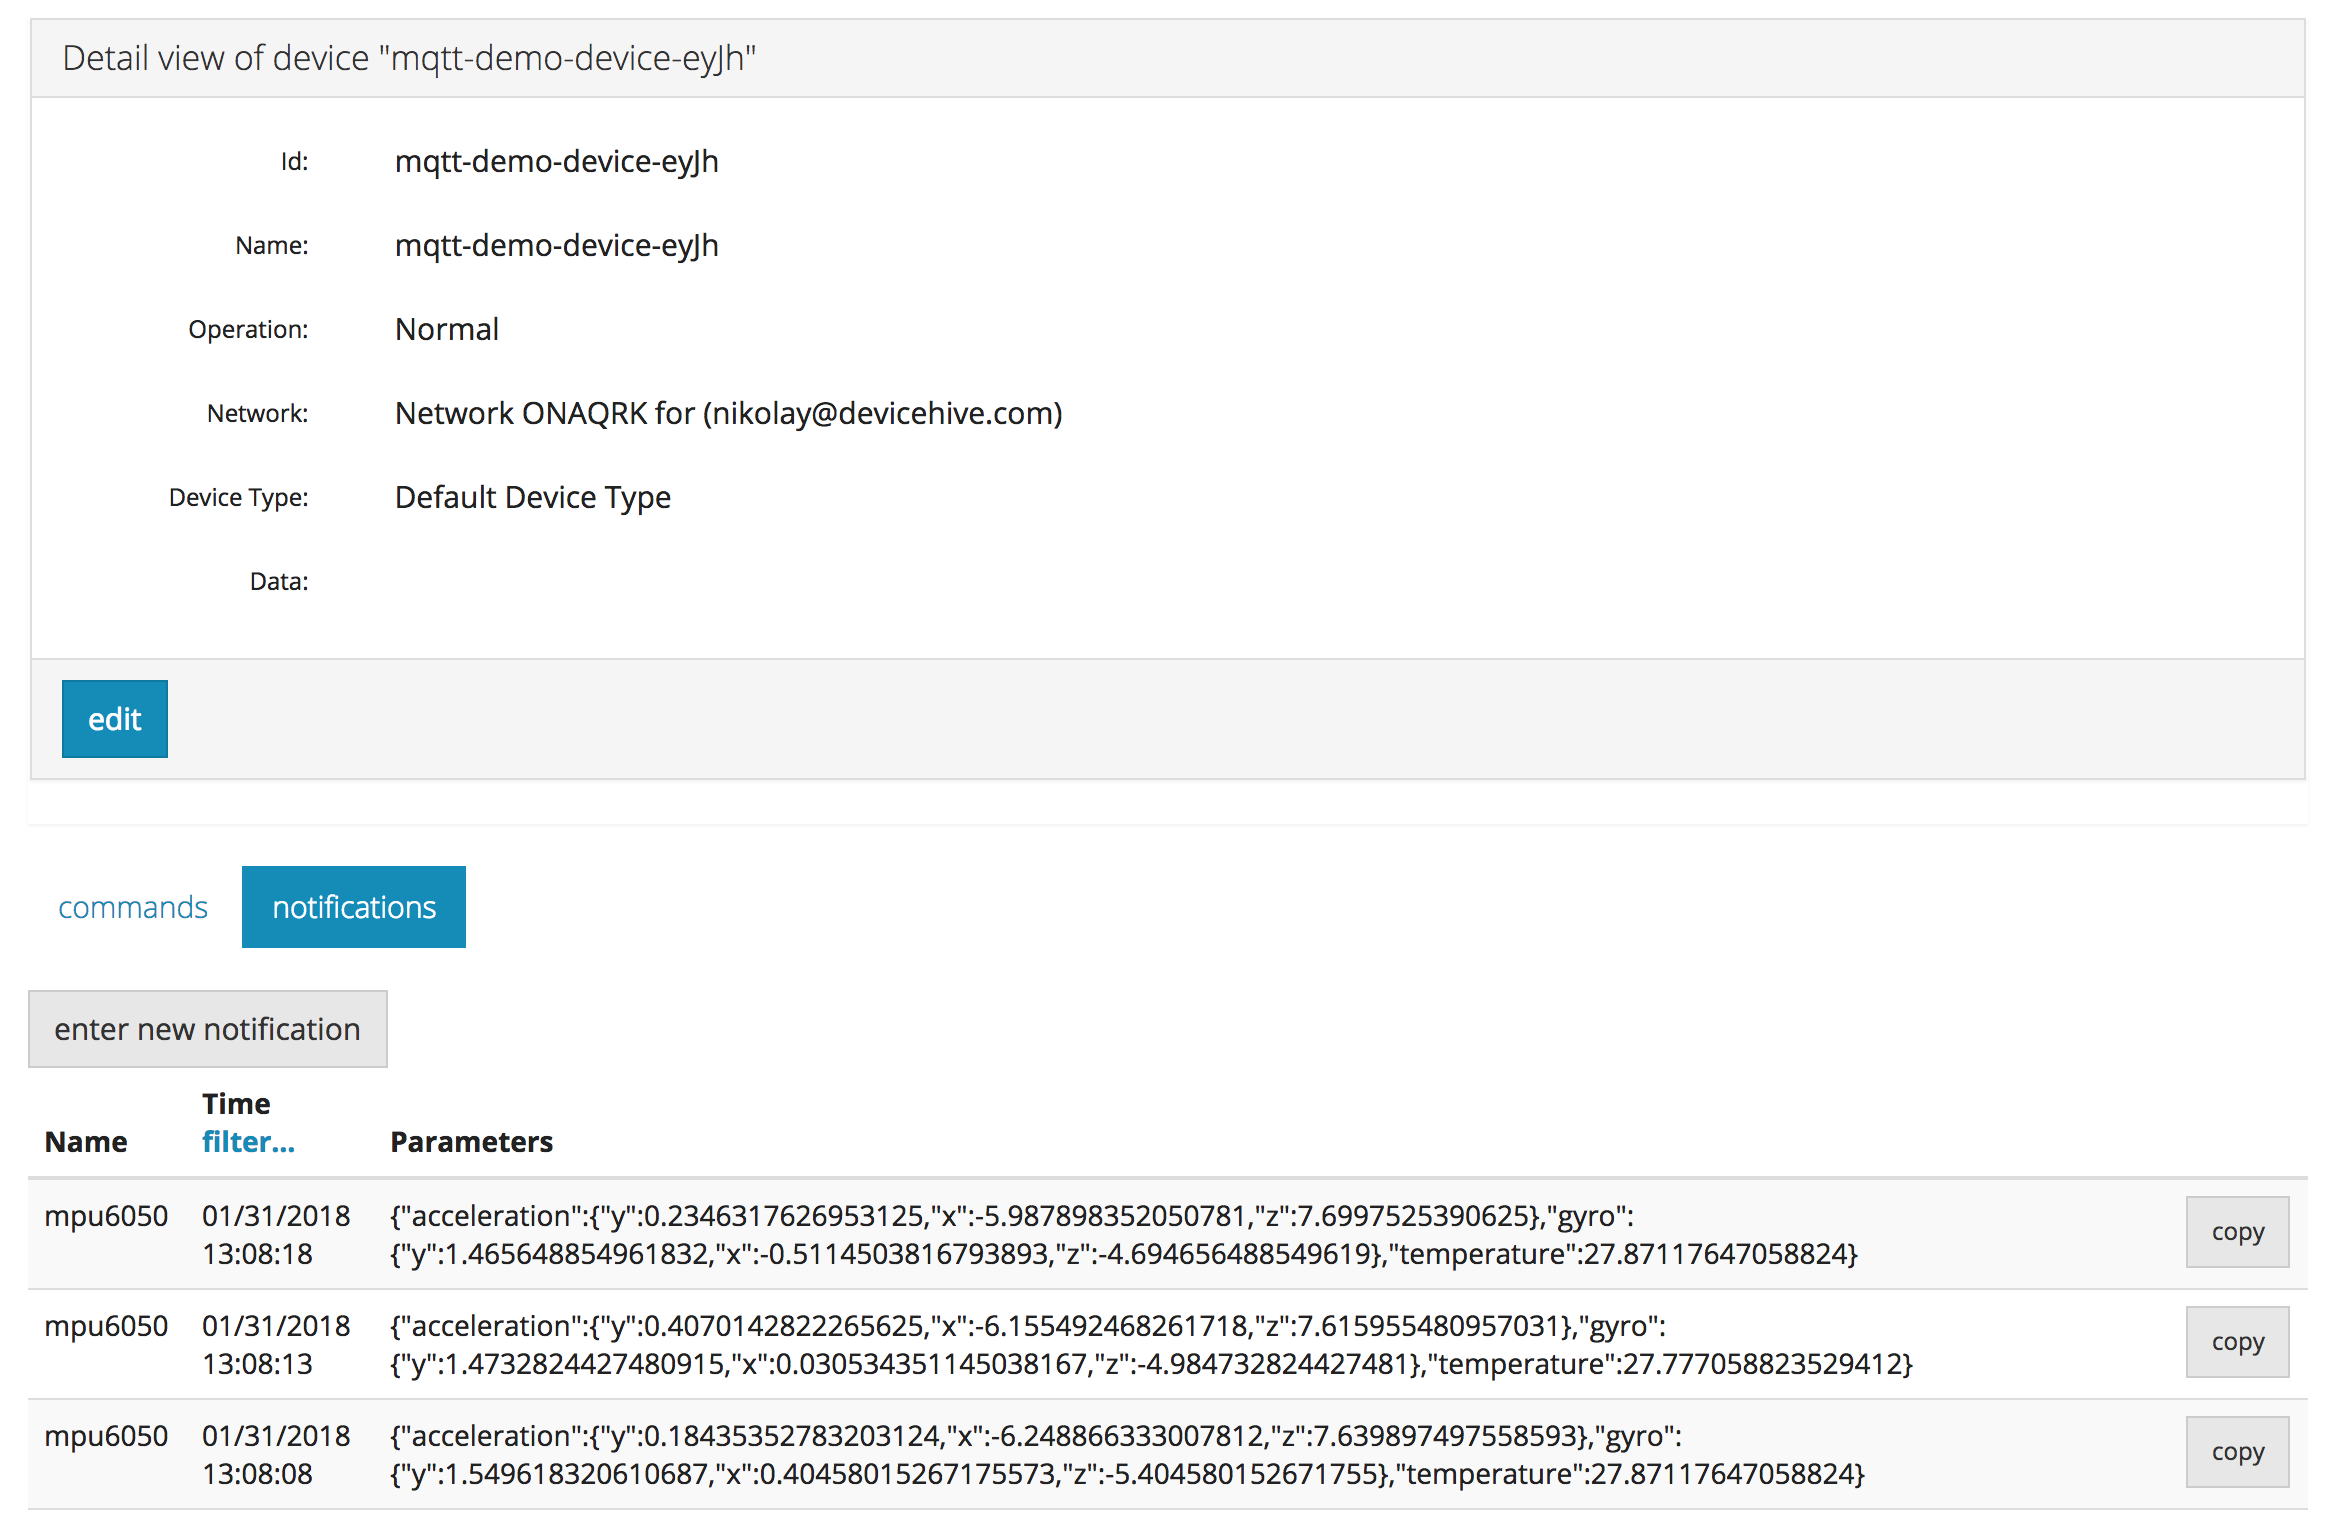 Detail view of device "mqtt-demo-device-eyJh"
Id: mqtt-demo-device-eyJh
Name: mqtt-demo-device-eyJh
Operation: Normal
Network: Network ONAQRK for (nikolay@devicehive.com)
Device Type: Default Device Type
Data:
edit
commands notifications
enter new notification
Time
Name filter... Parameters
mpu6050 01/31/2018 {"acceleration":{"y":0.2346317626953125,"x":-5.987898352050781,"z":7.6997525390625},"gyro":
13:08:18 {"y":1.465648854961832,"x":-0.5114503816793893,"z":-4.694656488549619},"temperature":27.87117647058824}
copy
mpu6050 01/31/2018 {"acceleration":{"y":0.4070142822265625,"x":-6.155492468261718,"z":7.615955480957031},"gyro":
13:08:13 {"y":1.4732824427480915,"x":0.030534351145038167,"z":-4.984732824427481},"temperature":27.777058823529412}
copy
mpu6050 01/31/2018 {"acceleration":{"y":0.18435352783203124,"x":-6.248866333007812,"z":7.639897497558593},"gyro":
13:08:08 {"y":1.549618320610687,"x":0.40458015267175573,"z":-5.404580152671755},"temperature":27.87117647058824}
copy